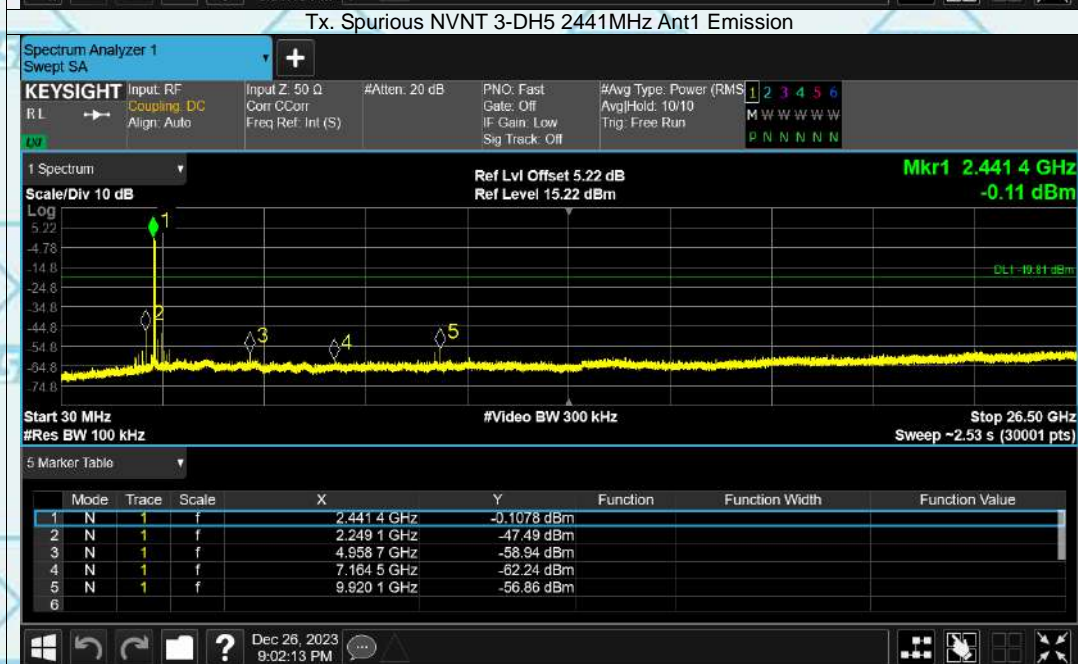 Tx. Spurious NVNT 3-DH5 2441MHz Ant1 Emission
Spectrum Analyzer 1
Swept SA
+
KEYSIGHT Input: RF Input Z: 50 Ω #Atten: 20 dB PNO: Fast #Avg Type: Power (RMS 1 2 3 4 5 6
R L Coupling: DC Corr CCorr Gate: Off Avg|Hold: 10/10 M W W W W W
Align: Auto Freq Ref: Int (S) IF Gain: Low Trig: Free Run
LXI Sig Track: Off P N N N N N
1 Spectrum Ref Lvl Offset 5.22 dB Mkr1 2.441 4 GHz
Scale/Div 10 dB Ref Level 15.22 dBm -0.11 dBm
Log
5.22 1
-4.78
-14.8 DL1 -19.81 dBm
-24.8
-34.8 2
-44.8 3 4 5
-54.8
-64.8
-74.8
Start 30 MHz #Video BW 300 kHz Stop 26.50 GHz
#Res BW 100 kHz Sweep ~2.53 s (30001 pts)
5 Marker Table
Mode Trace Scale X Y Function Function Width Function Value
1 N 1 f 2.441 4 GHz -0.1078 dBm
2 N 1 f 2.249 1 GHz -47.49 dBm
3 N 1 f 4.958 7 GHz -58.94 dBm
4 N 1 f 7.164 5 GHz -62.24 dBm
5 N 1 f 9.920 1 GHz -56.86 dBm
6
? Dec 26, 2023
9:02:13 PM